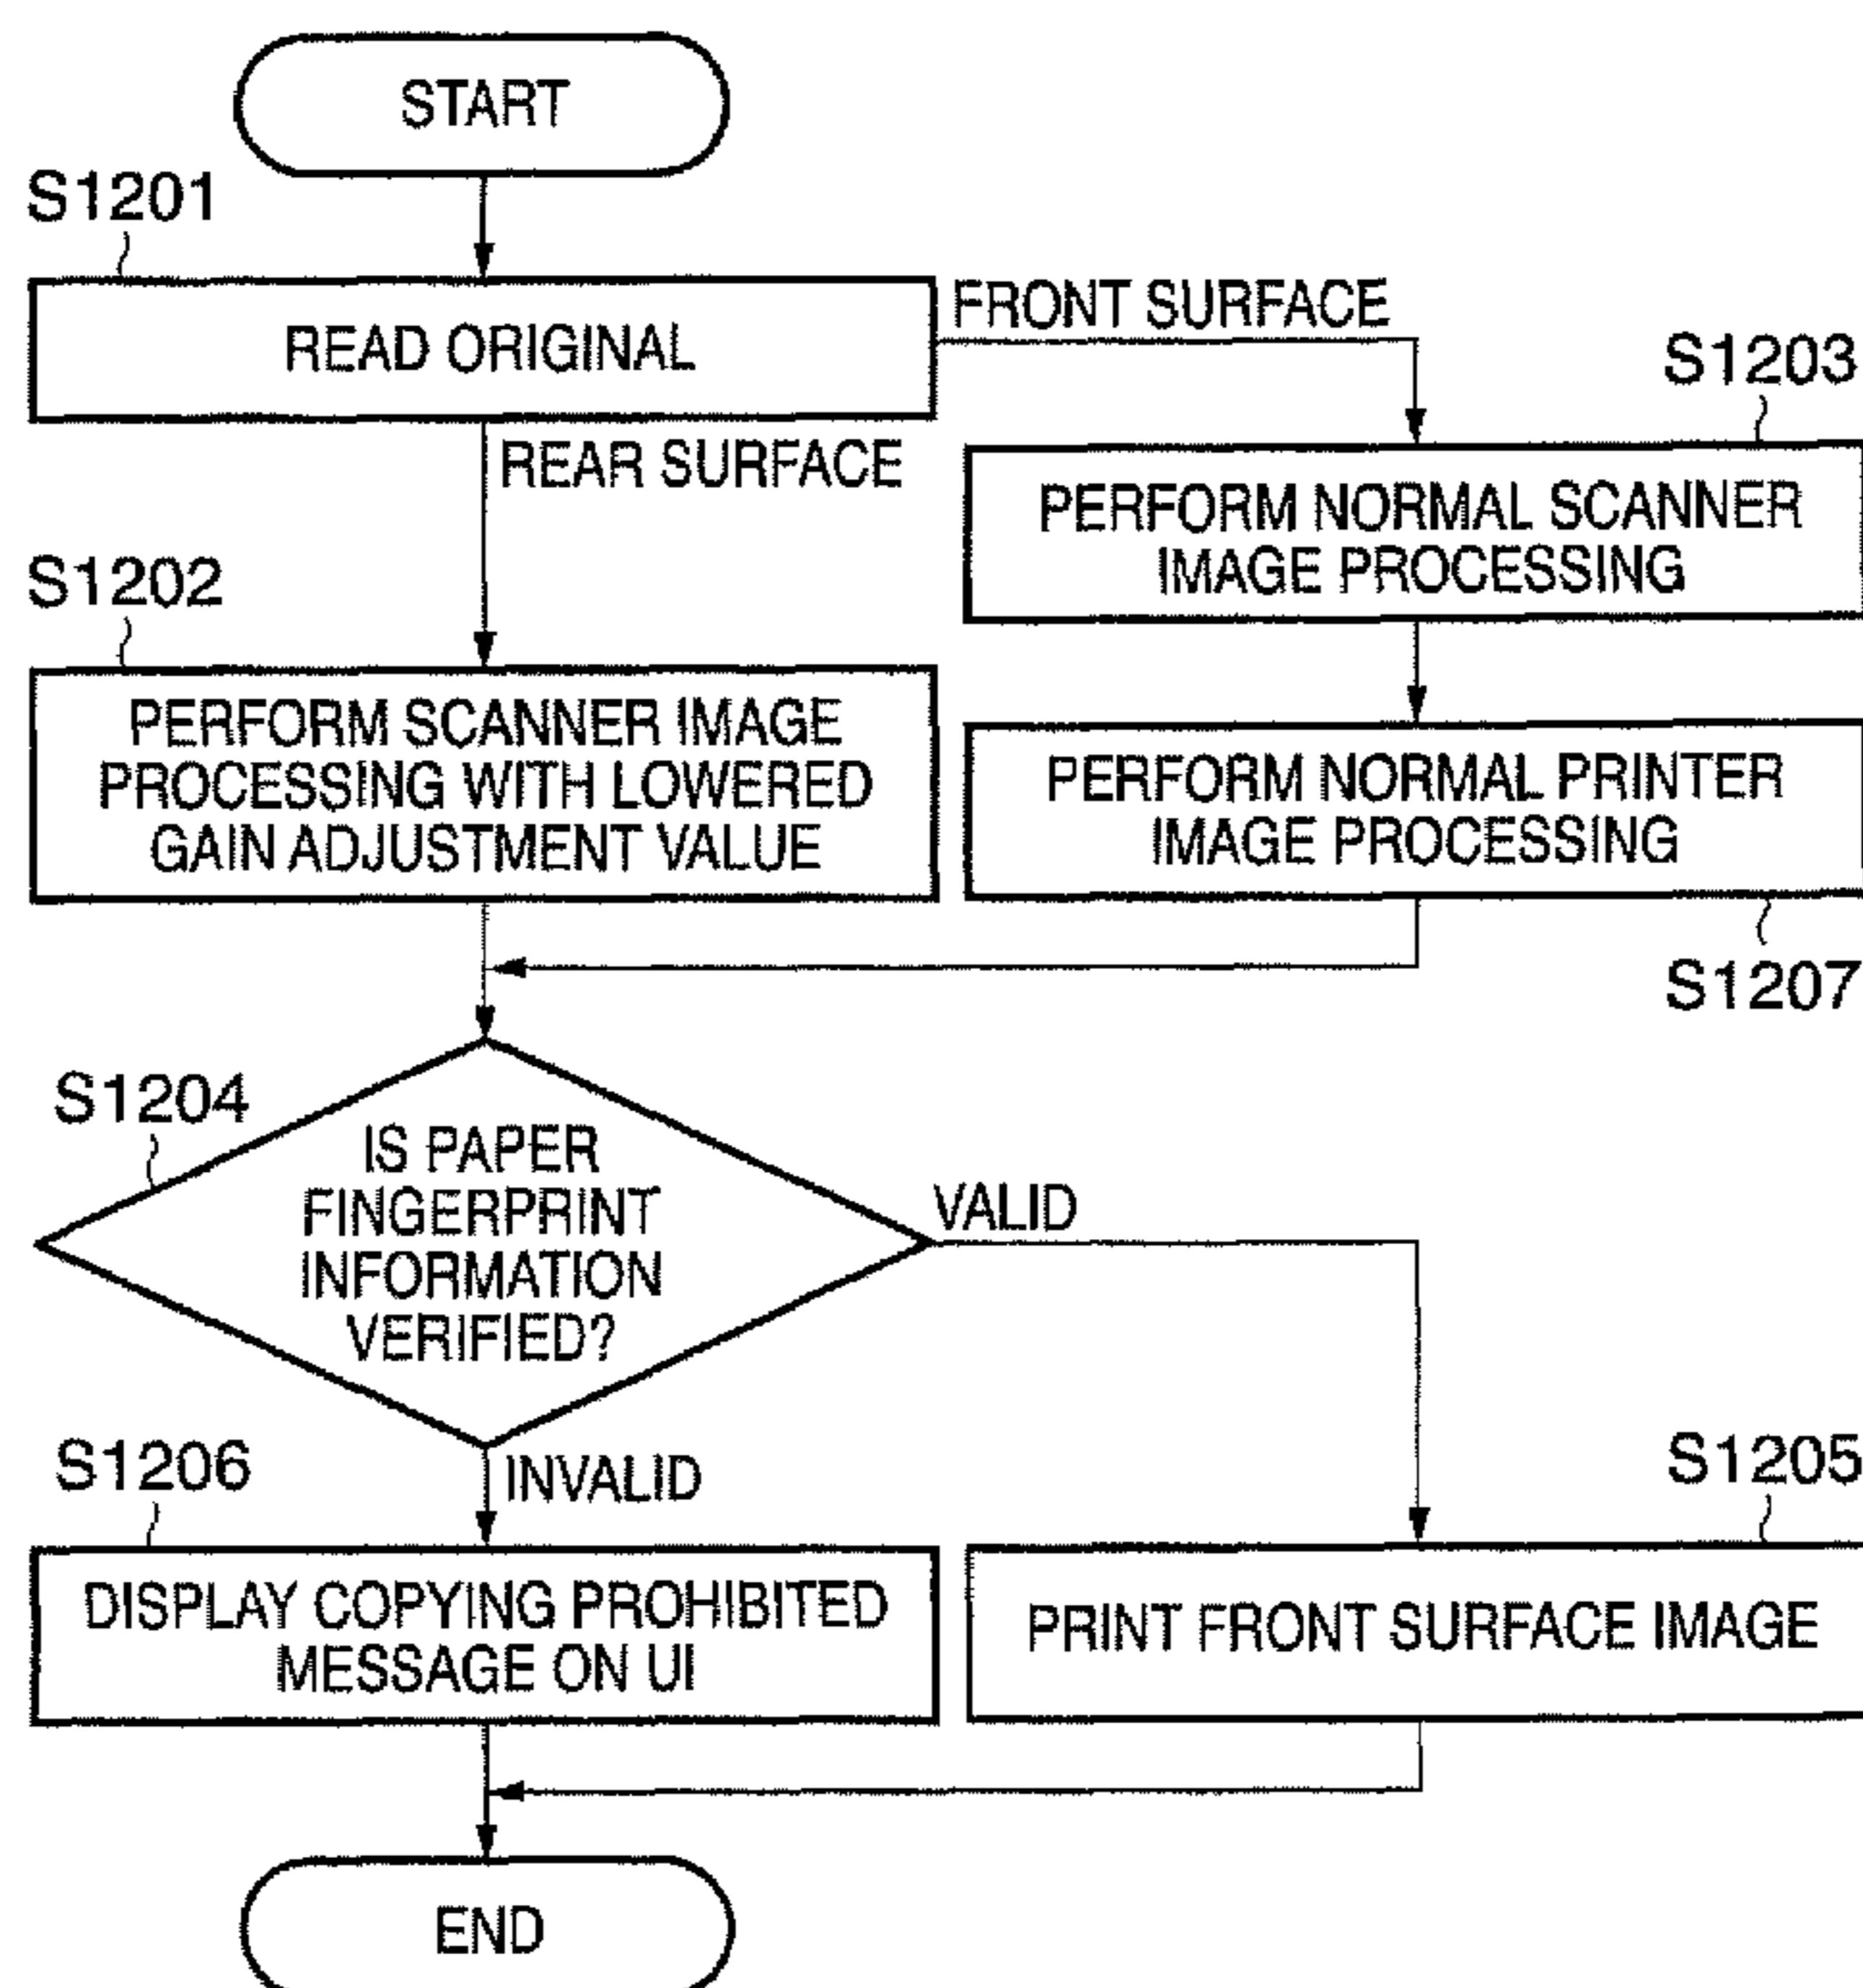 START
S1201
READ ORIGINAL
FRONT SURFACE
REAR SURFACE
S1203
PERFORM NORMAL SCANNER
IMAGE PROCESSING
S1202
PERFORM SCANNER IMAGE
PROCESSING WITH LOWERED
GAIN ADJUSTMENT VALUE
PERFORM NORMAL PRINTER
IMAGE PROCESSING
S1207
S1204
IS PAPER
FINGERPRINT
INFORMATION
VERIFIED?
VALID
INVALID
S1206
DISPLAY COPYING PROHIBITED
MESSAGE ON UI
S1205
PRINT FRONT SURFACE IMAGE
END